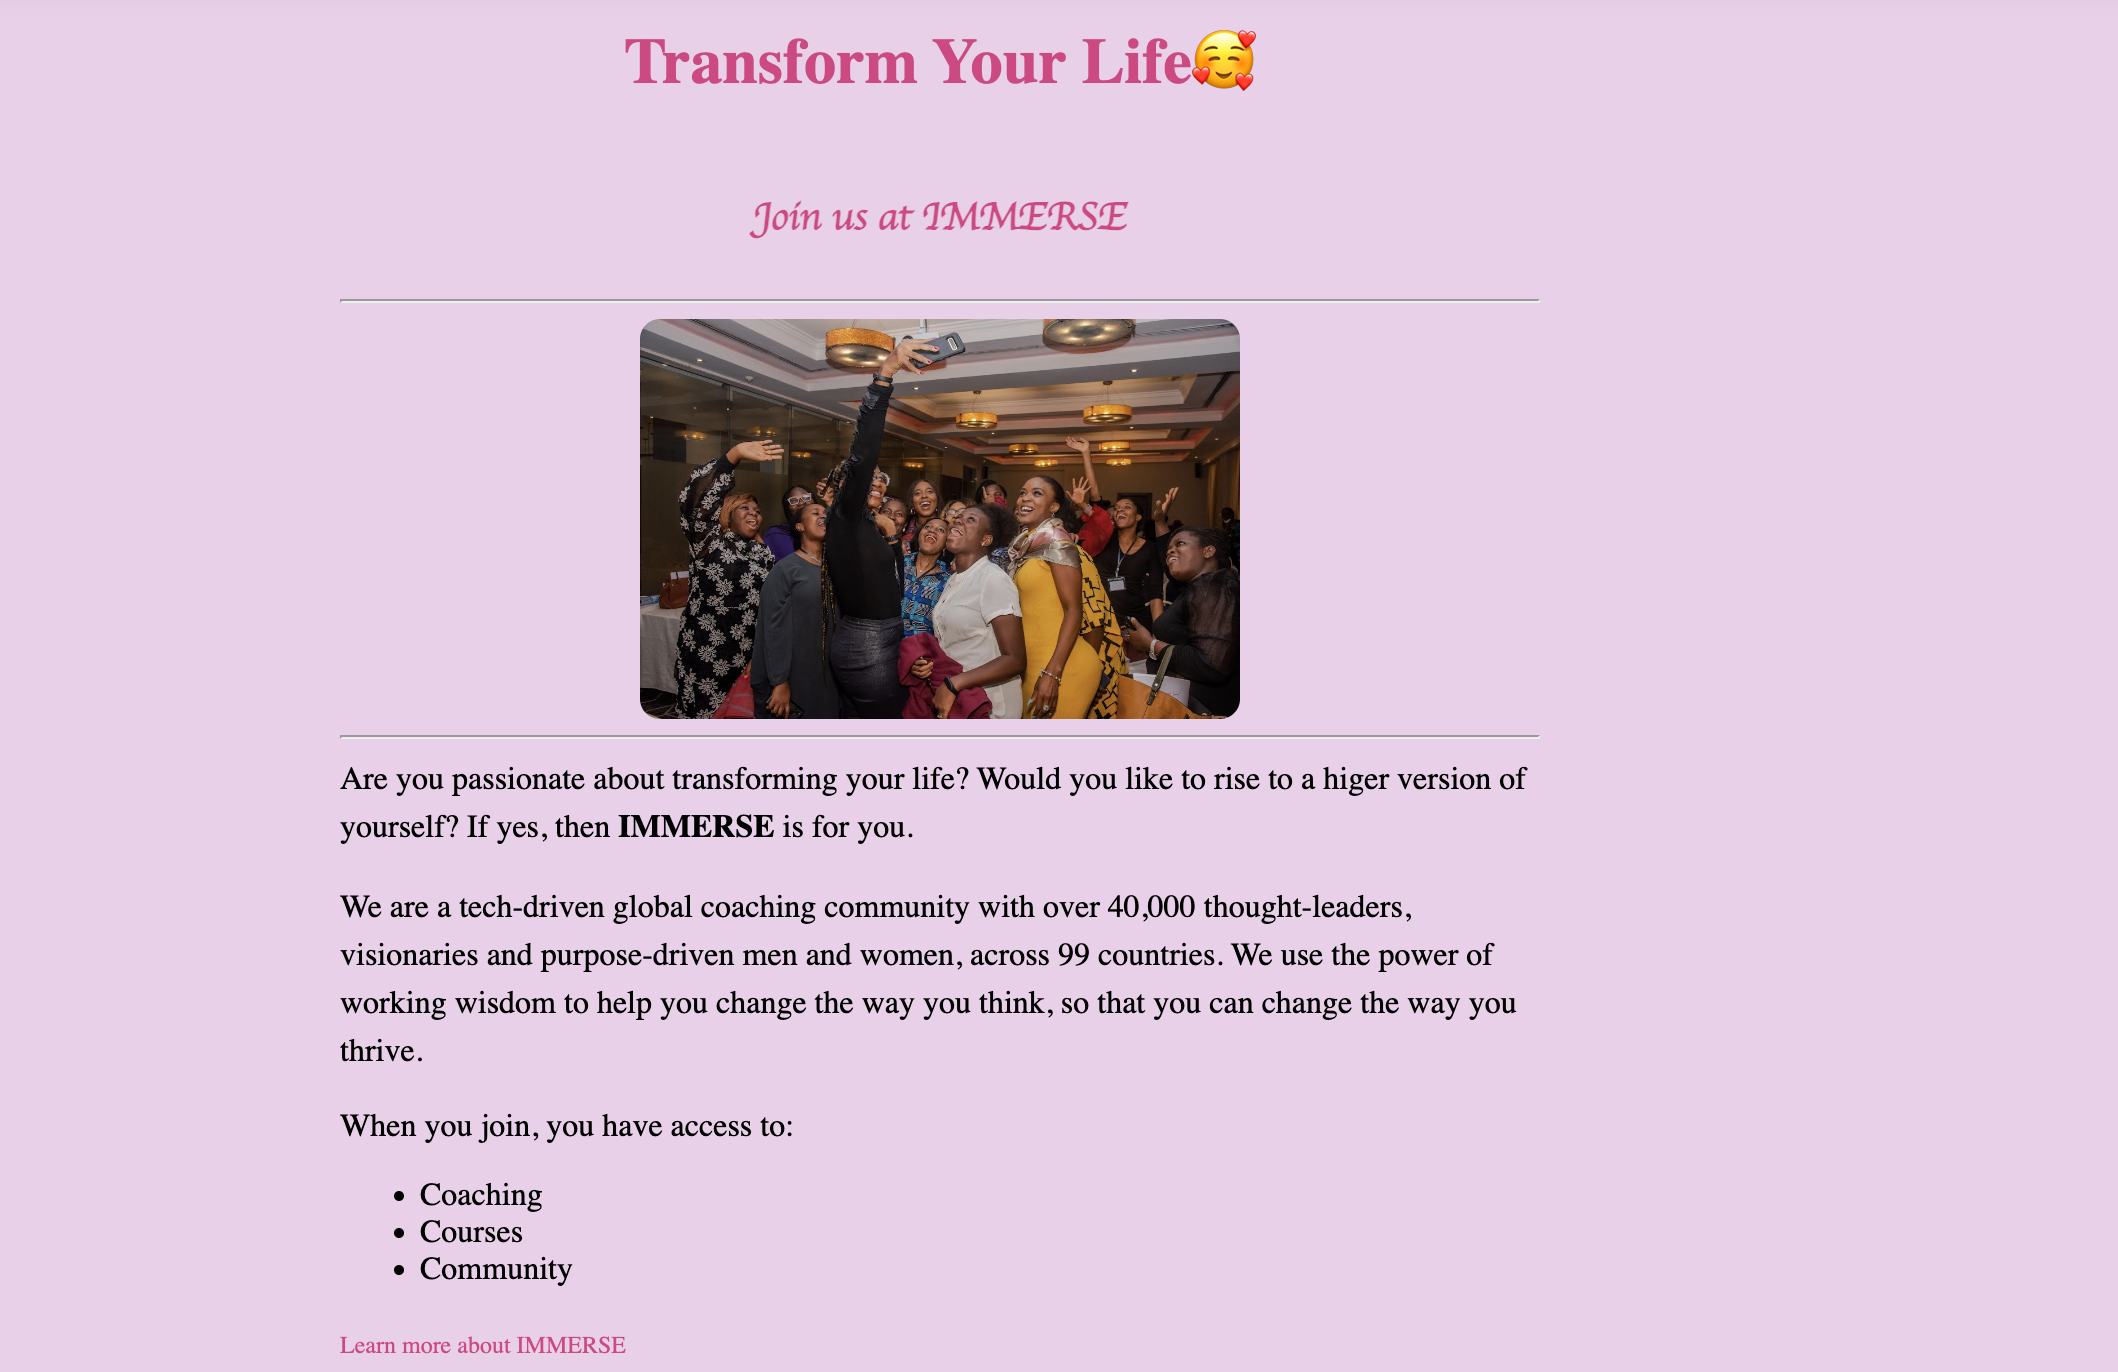 Transform Your Life🥰
Join us at IMMERSE
Are you passionate about transforming your life? Would you like to rise to a higer version of
yourself? If yes, then IMMERSE is for you.
We are a tech-driven global coaching community with over 40,000 thought-leaders,
visionaries and purpose-driven men and women, across 99 countries. We use the power of
working wisdom to help you change the way you think, so that you can change the way you
thrive.
When you join, you have access to:
• Coaching
• Courses
• Community
Learn more about IMMERSE